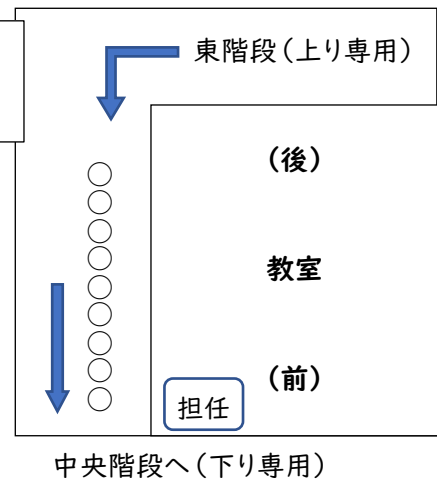 東階段（上り専用）
（後）
教室
（前）
担任
中央階段へ（下り専用）